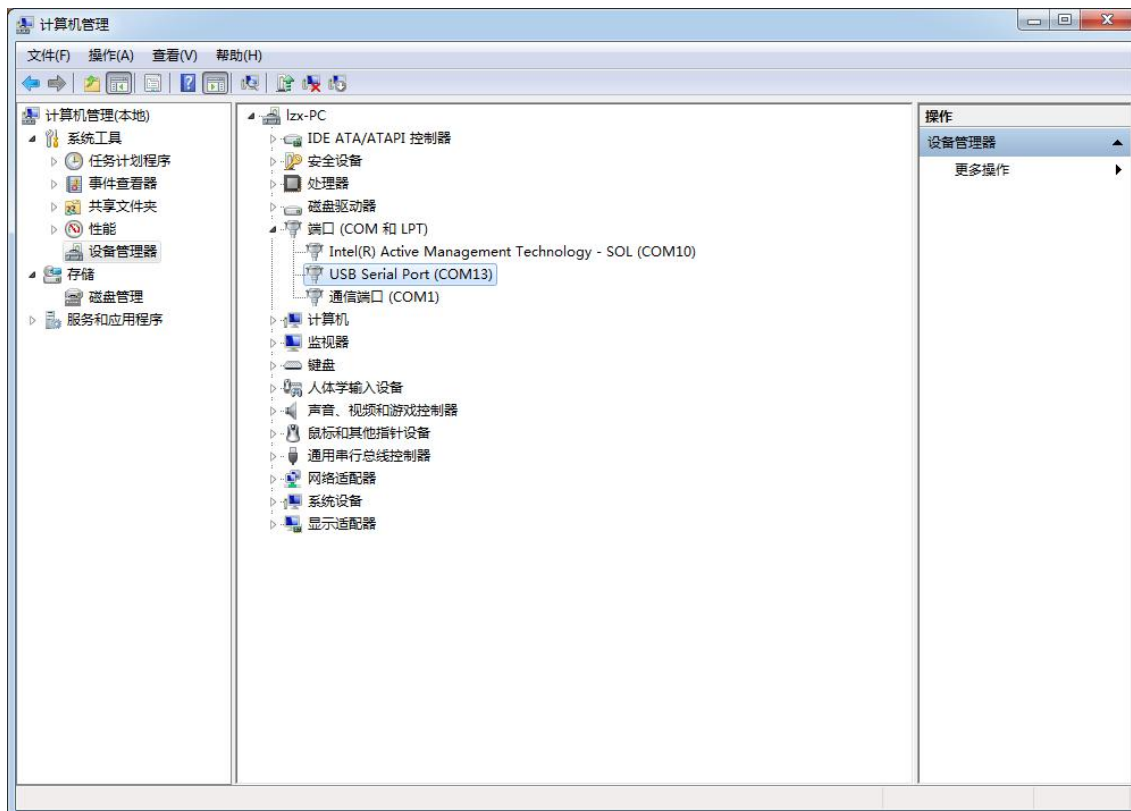 计算机管理
文件(F) 操作(A) 查看(V) 帮助(H)
计算机管理(本地)
系统工具
任务计划程序
事件查看器
共享文件夹
性能
设备管理器
存储
磁盘管理
服务和应用程序
lzx-PC
IDE ATA/ATAPI 控制器
安全设备
处理器
磁盘驱动器
端口 (COM 和 LPT)
Intel(R) Active Management Technology - SOL (COM10)
USB Serial Port (COM13)
通信端口 (COM1)
计算机
监视器
键盘
人体学输入设备
声音、视频和游戏控制器
鼠标和其他指针设备
通用串行总线控制器
网络适配器
系统设备
显示适配器
操作
设备管理器
更多操作